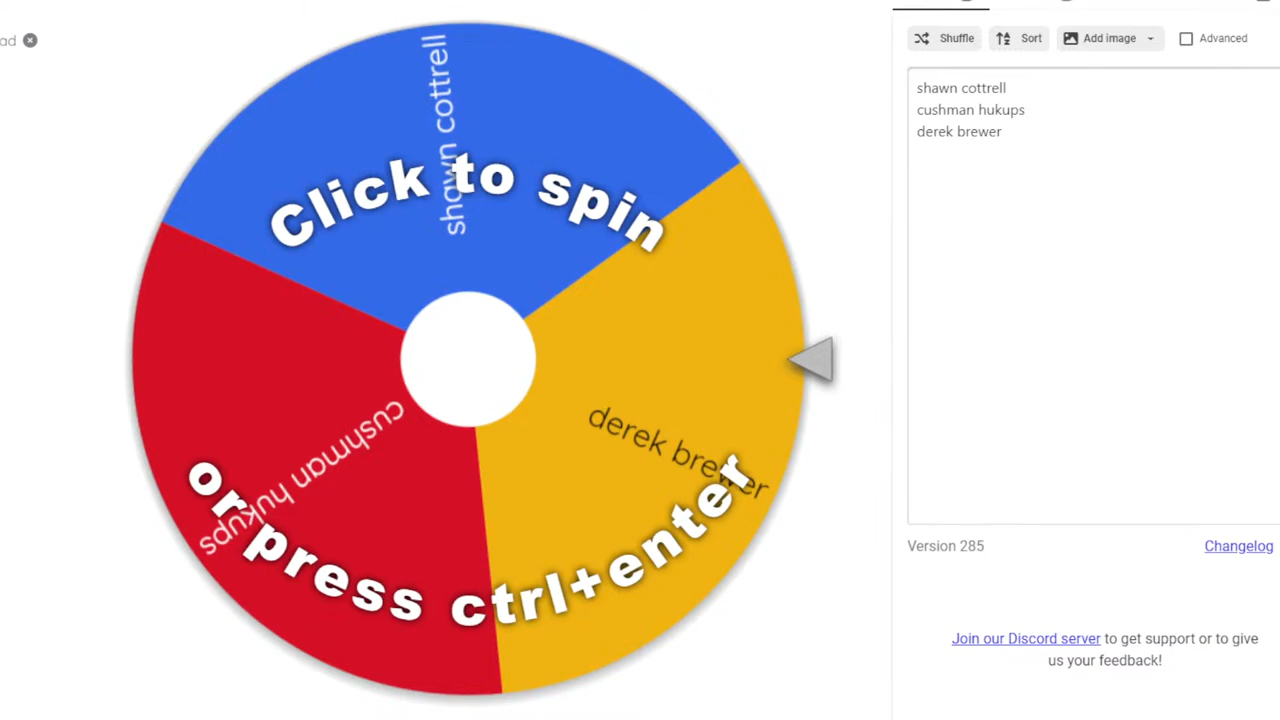 ad
Shuffle
Sort
Add image
Advanced
shawn cottrell
cushman hukups
derek brewer
shawn cottrell
Click to spin
derek brewer
cushman hukups
or press ctrl+enter
Version 285
Changelog
Join our Discord server to get support or to give
us your feedback!